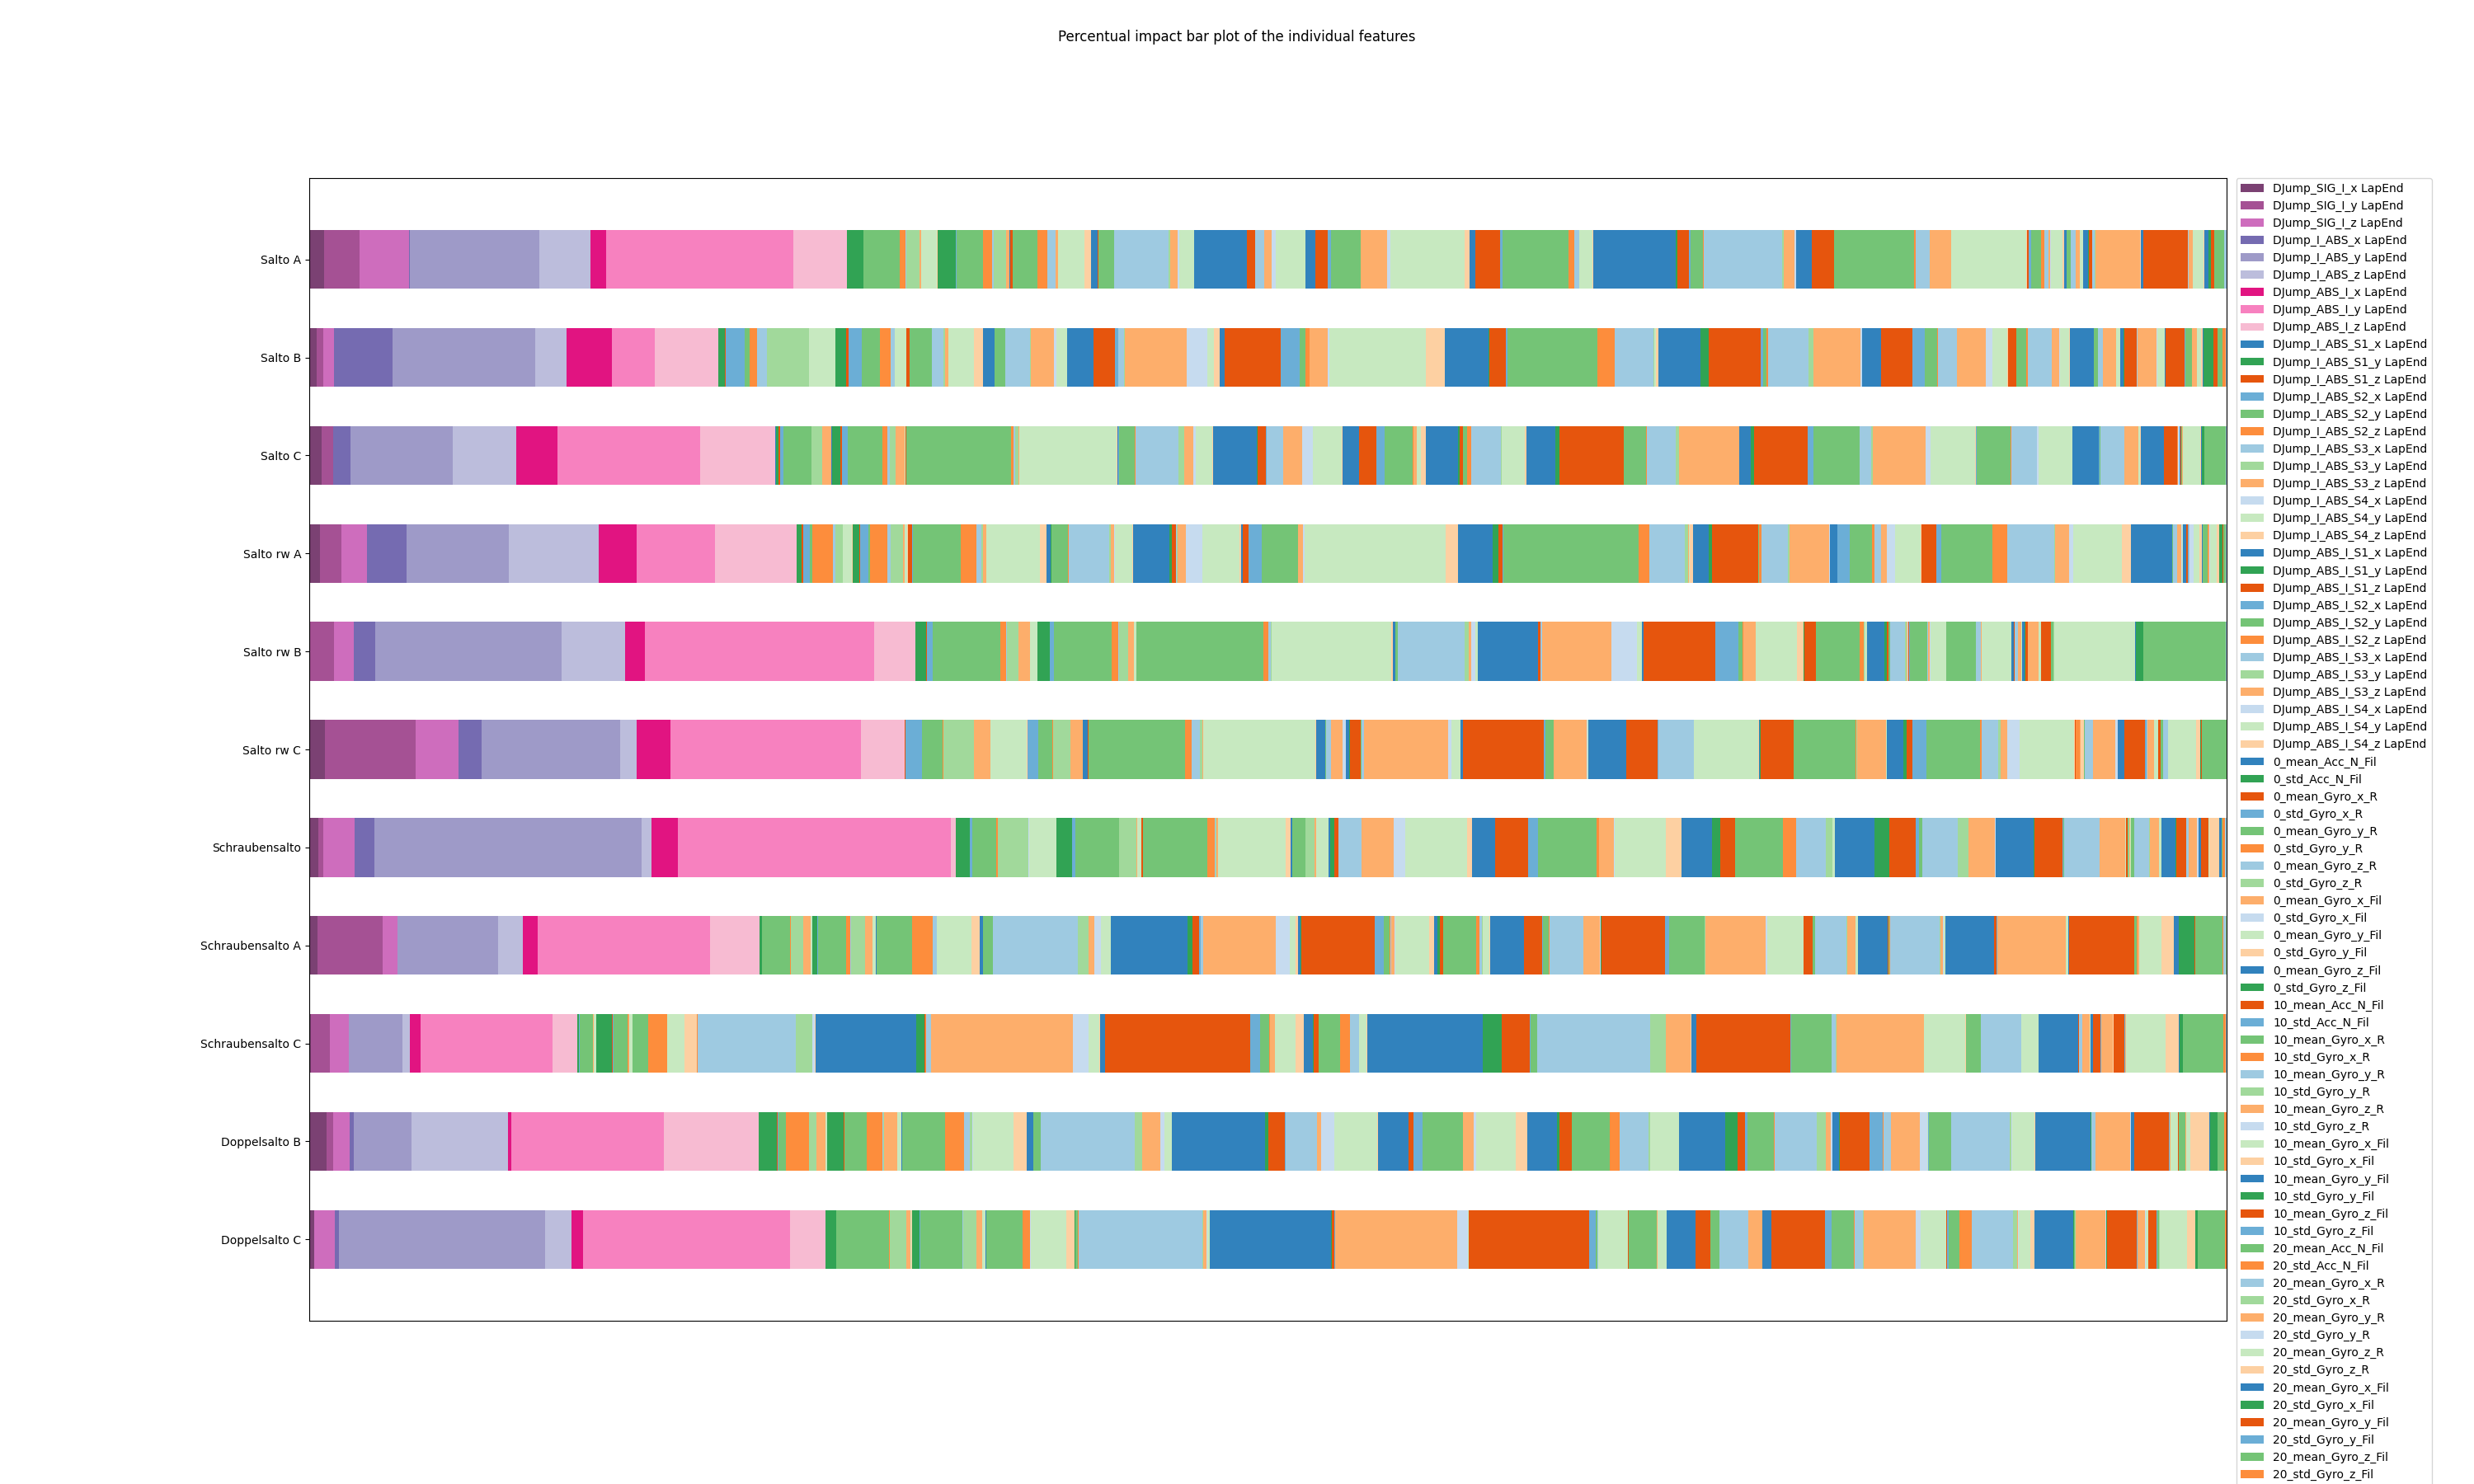 Percentual impact bar plot of the individual features
Salto A
Salto B
Salto C
Salto rw A
Salto rw B
Salto rw C
Schraubensalto
Schraubensalto A
Schraubensalto C
Doppelsalto B
Doppelsalto C
DJump_SIG_I_x LapEnd
DJump_SIG_I_y LapEnd
DJump_SIG_I_z LapEnd
DJump_I_ABS_x LapEnd
DJump_I_ABS_y LapEnd
DJump_I_ABS_z LapEnd
DJump_ABS_I_x LapEnd
DJump_ABS_I_y LapEnd
DJump_ABS_I_z LapEnd
DJump_I_ABS_S1_x LapEnd
DJump_I_ABS_S1_y LapEnd
DJump_I_ABS_S1_z LapEnd
DJump_I_ABS_S2_x LapEnd
DJump_I_ABS_S2_y LapEnd
DJump_I_ABS_S2_z LapEnd
DJump_I_ABS_S3_x LapEnd
DJump_I_ABS_S3_y LapEnd
DJump_I_ABS_S3_z LapEnd
DJump_I_ABS_S4_x LapEnd
DJump_I_ABS_S4_y LapEnd
DJump_I_ABS_S4_z LapEnd
DJump_ABS_I_S1_x LapEnd
DJump_ABS_I_S1_y LapEnd
DJump_ABS_I_S1_z LapEnd
DJump_ABS_I_S2_x LapEnd
DJump_ABS_I_S2_y LapEnd
DJump_ABS_I_S2_z LapEnd
DJump_ABS_I_S3_x LapEnd
DJump_ABS_I_S3_y LapEnd
DJump_ABS_I_S3_z LapEnd
DJump_ABS_I_S4_x LapEnd
DJump_ABS_I_S4_y LapEnd
DJump_ABS_I_S4_z LapEnd
0_mean_Acc_N_Fil
0_std_Acc_N_Fil
0_mean_Gyro_x_R
0_std_Gyro_x_R
0_mean_Gyro_y_R
0_std_Gyro_y_R
0_mean_Gyro_z_R
0_std_Gyro_z_R
0_mean_Gyro_x_Fil
0_std_Gyro_x_Fil
0_mean_Gyro_y_Fil
0_std_Gyro_y_Fil
0_mean_Gyro_z_Fil
0_std_Gyro_z_Fil
10_mean_Acc_N_Fil
10_std_Acc_N_Fil
10_mean_Gyro_x_R
10_std_Gyro_x_R
10_mean_Gyro_y_R
10_std_Gyro_y_R
10_mean_Gyro_z_R
10_std_Gyro_z_R
10_mean_Gyro_x_Fil
10_std_Gyro_x_Fil
10_mean_Gyro_y_Fil
10_std_Gyro_y_Fil
10_mean_Gyro_z_Fil
10_std_Gyro_z_Fil
20_mean_Acc_N_Fil
20_std_Acc_N_Fil
20_mean_Gyro_x_R
20_std_Gyro_x_R
20_mean_Gyro_y_R
20_std_Gyro_y_R
20_mean_Gyro_z_R
20_std_Gyro_z_R
20_mean_Gyro_x_Fil
20_std_Gyro_x_Fil
20_mean_Gyro_y_Fil
20_std_Gyro_y_Fil
20_mean_Gyro_z_Fil
20_std_Gyro_z_Fil